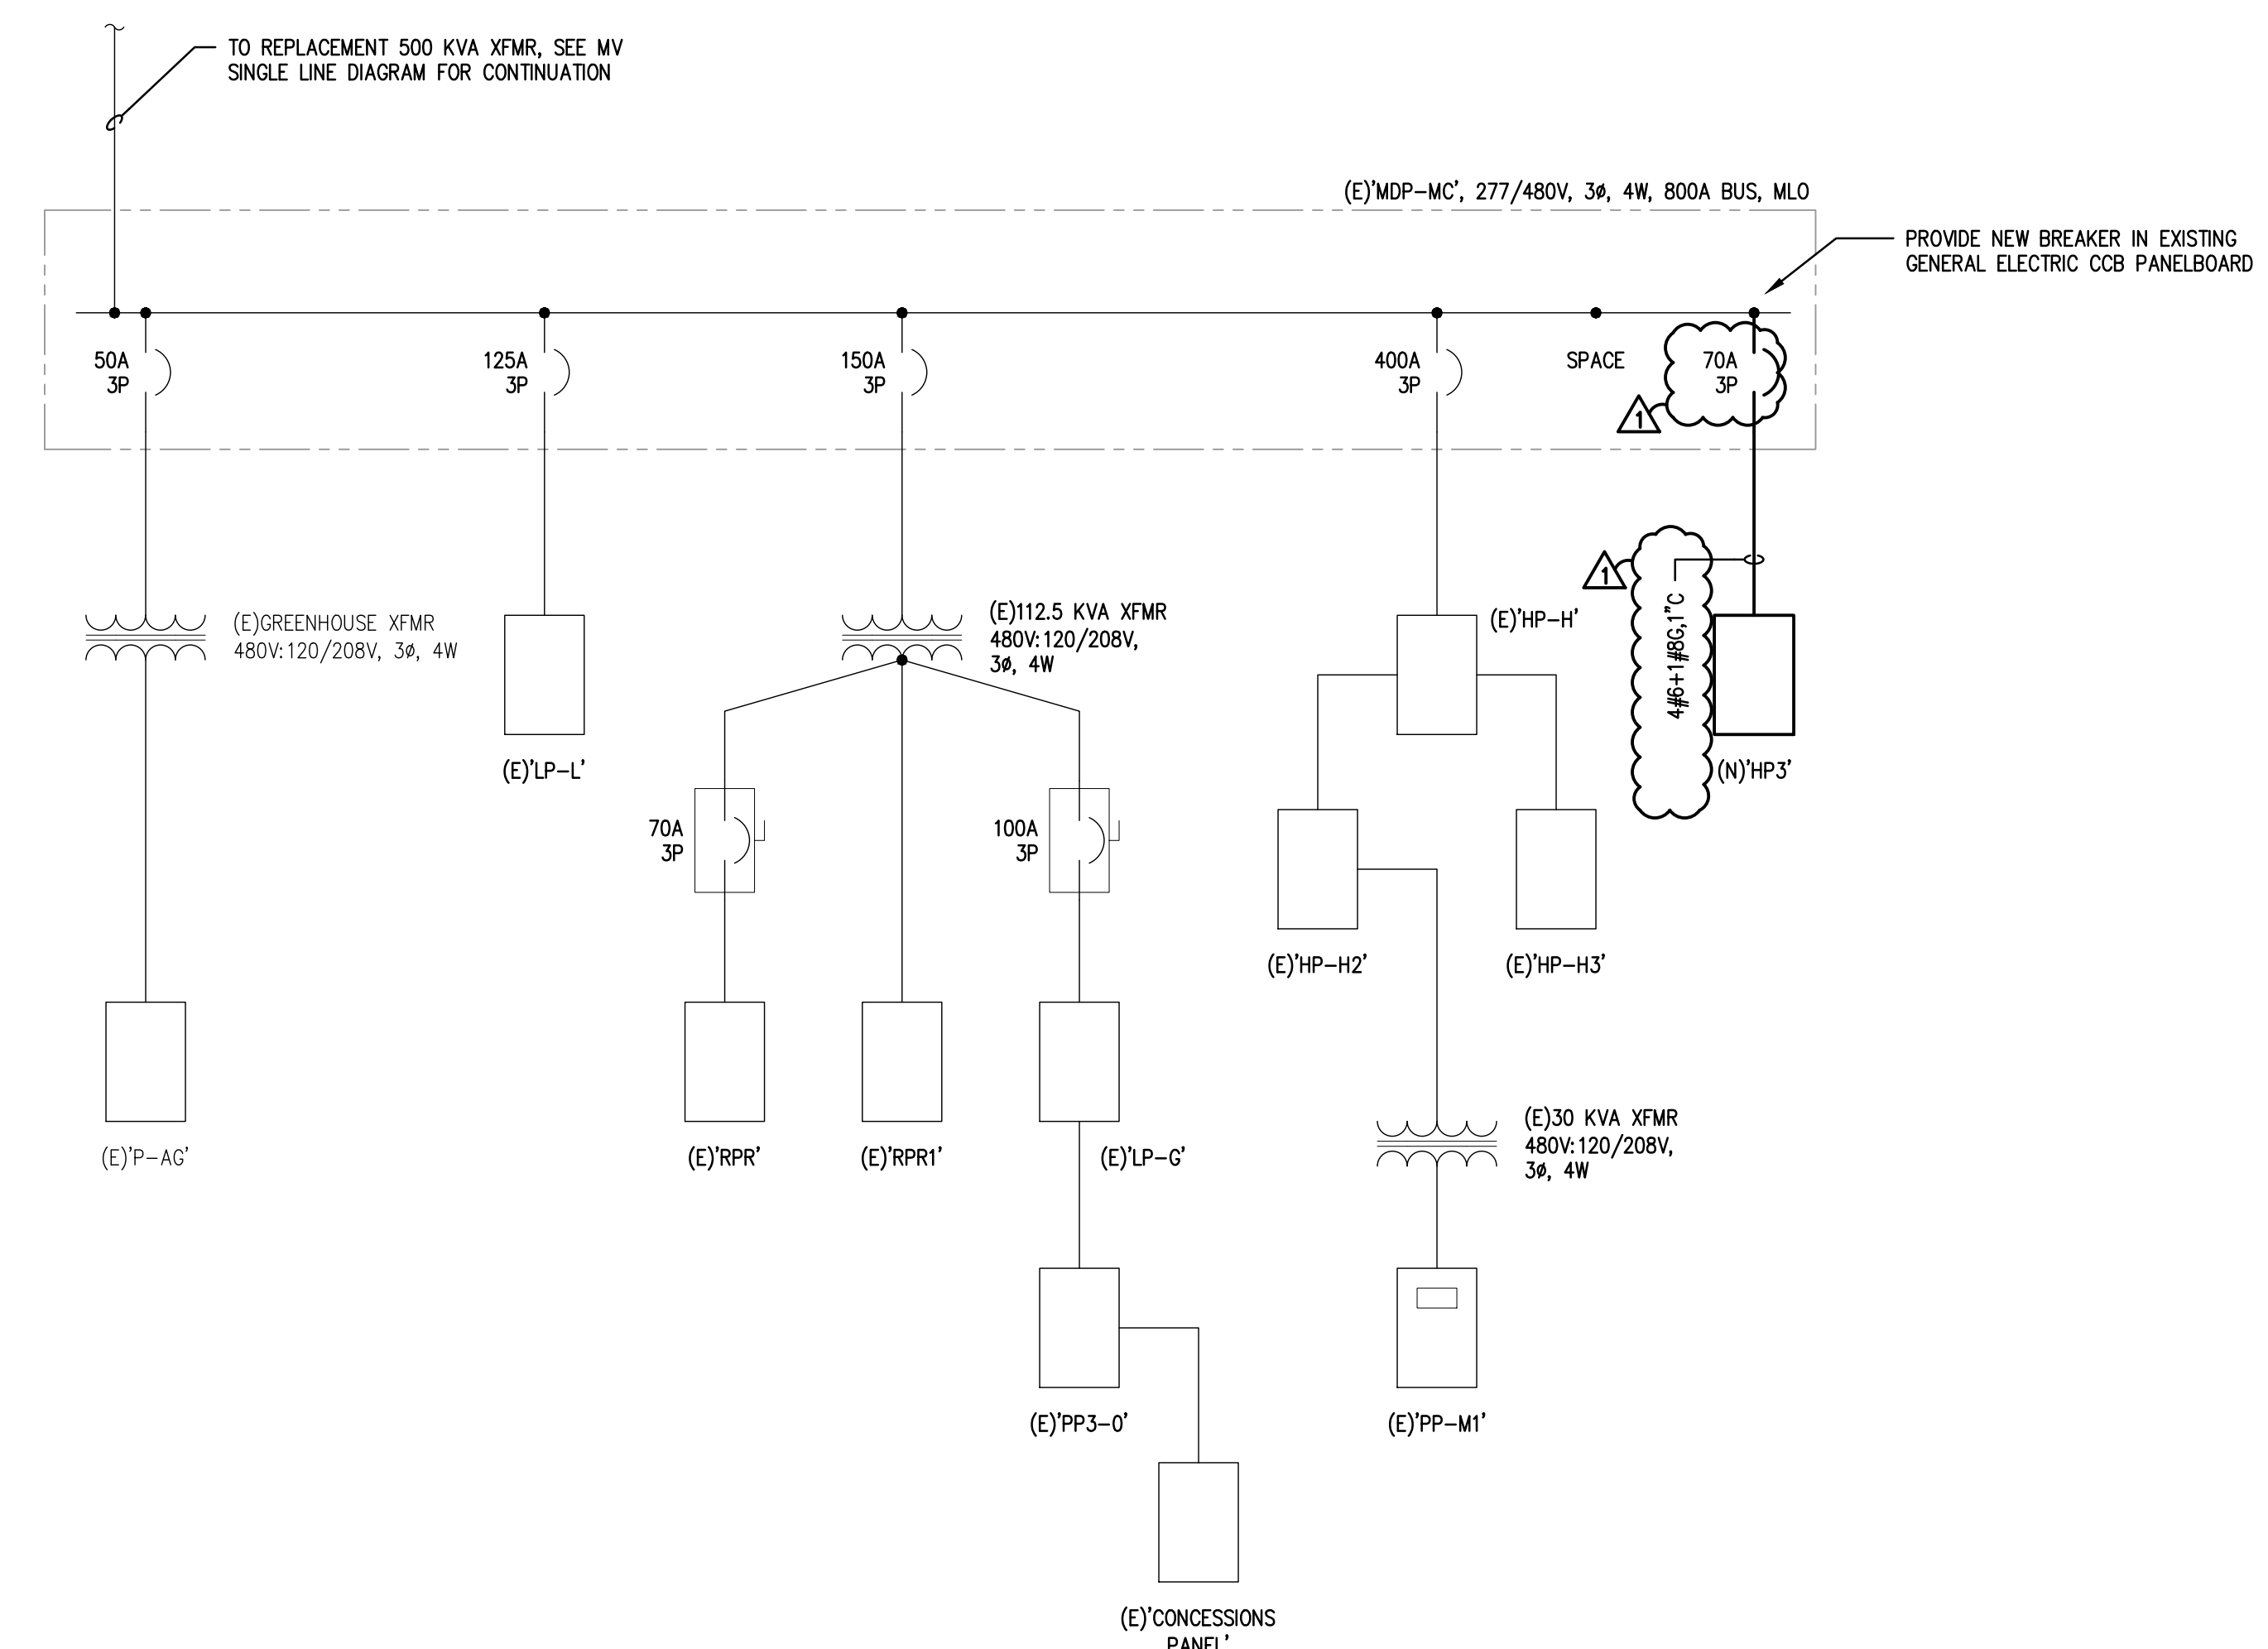 TO REPLACEMENT 500 KVA XFMR, SEE MV
SINGLE LINE DIAGRAM FOR CONTINUATION
(E)'MDP-MC', 277/480V, 3ø, 4W, 800A BUS, MLO
PROVIDE NEW BREAKER IN EXISTING
GENERAL ELECTRIC CCB PANELBOARD
50A
3P
125A
3P
150A
3P
400A
3P
SPACE
70A
3P
1
1
4#6+1#8G,1"C
(E)GREENHOUSE XFMR
480V:120/208V, 3ø, 4W
(E)112.5 KVA XFMR
480V:120/208V,
3ø, 4W
(E)'HP-H'
(E)'LP-L'
(N)'HP3'
70A
3P
100A
3P
(E)'HP-H2'
(E)'HP-H3'
(E)'P-AG'
(E)'RPR'
(E)'RPR1'
(E)'LP-G'
(E)30 KVA XFMR
480V:120/208V,
3ø, 4W
(E)'PP3-0'
(E)'PP-M1'
(E)'CONCESSIONS
PANEL'